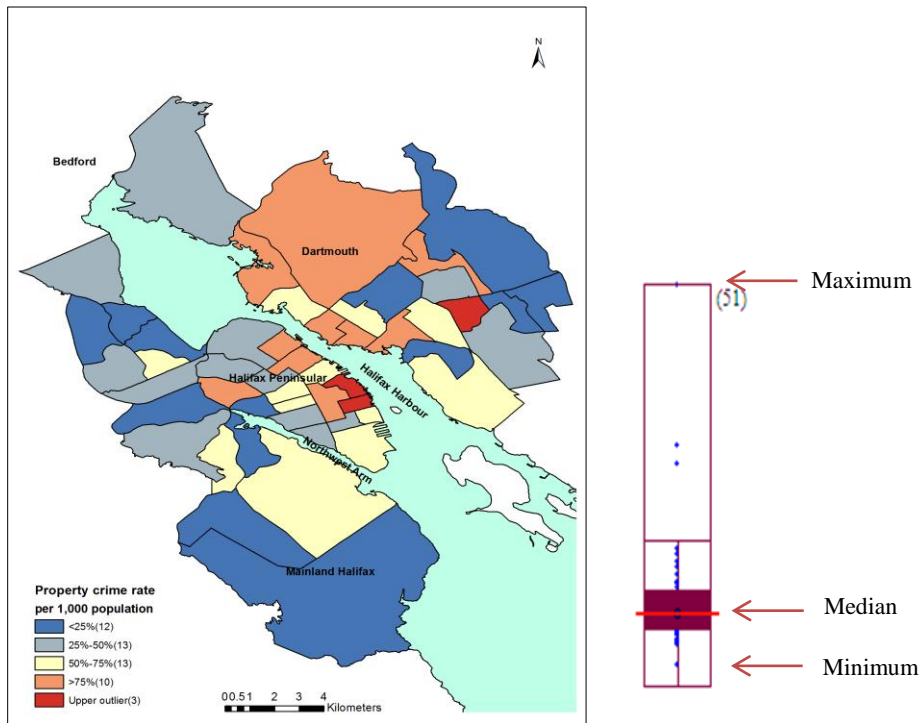 N
Bedford
Dartmouth
Halifax Peninsular
Halifax Harbour
Northwest Arm
Mainland Halifax
Property crime rate
per 1,000 population
<25%(12)
25%-50%(13)
50%-75%(13)
>75%(10)
Upper outlier(3)
0 0.5 1 2 3 4
Kilometers
Maximum
(51)
Median
Minimum